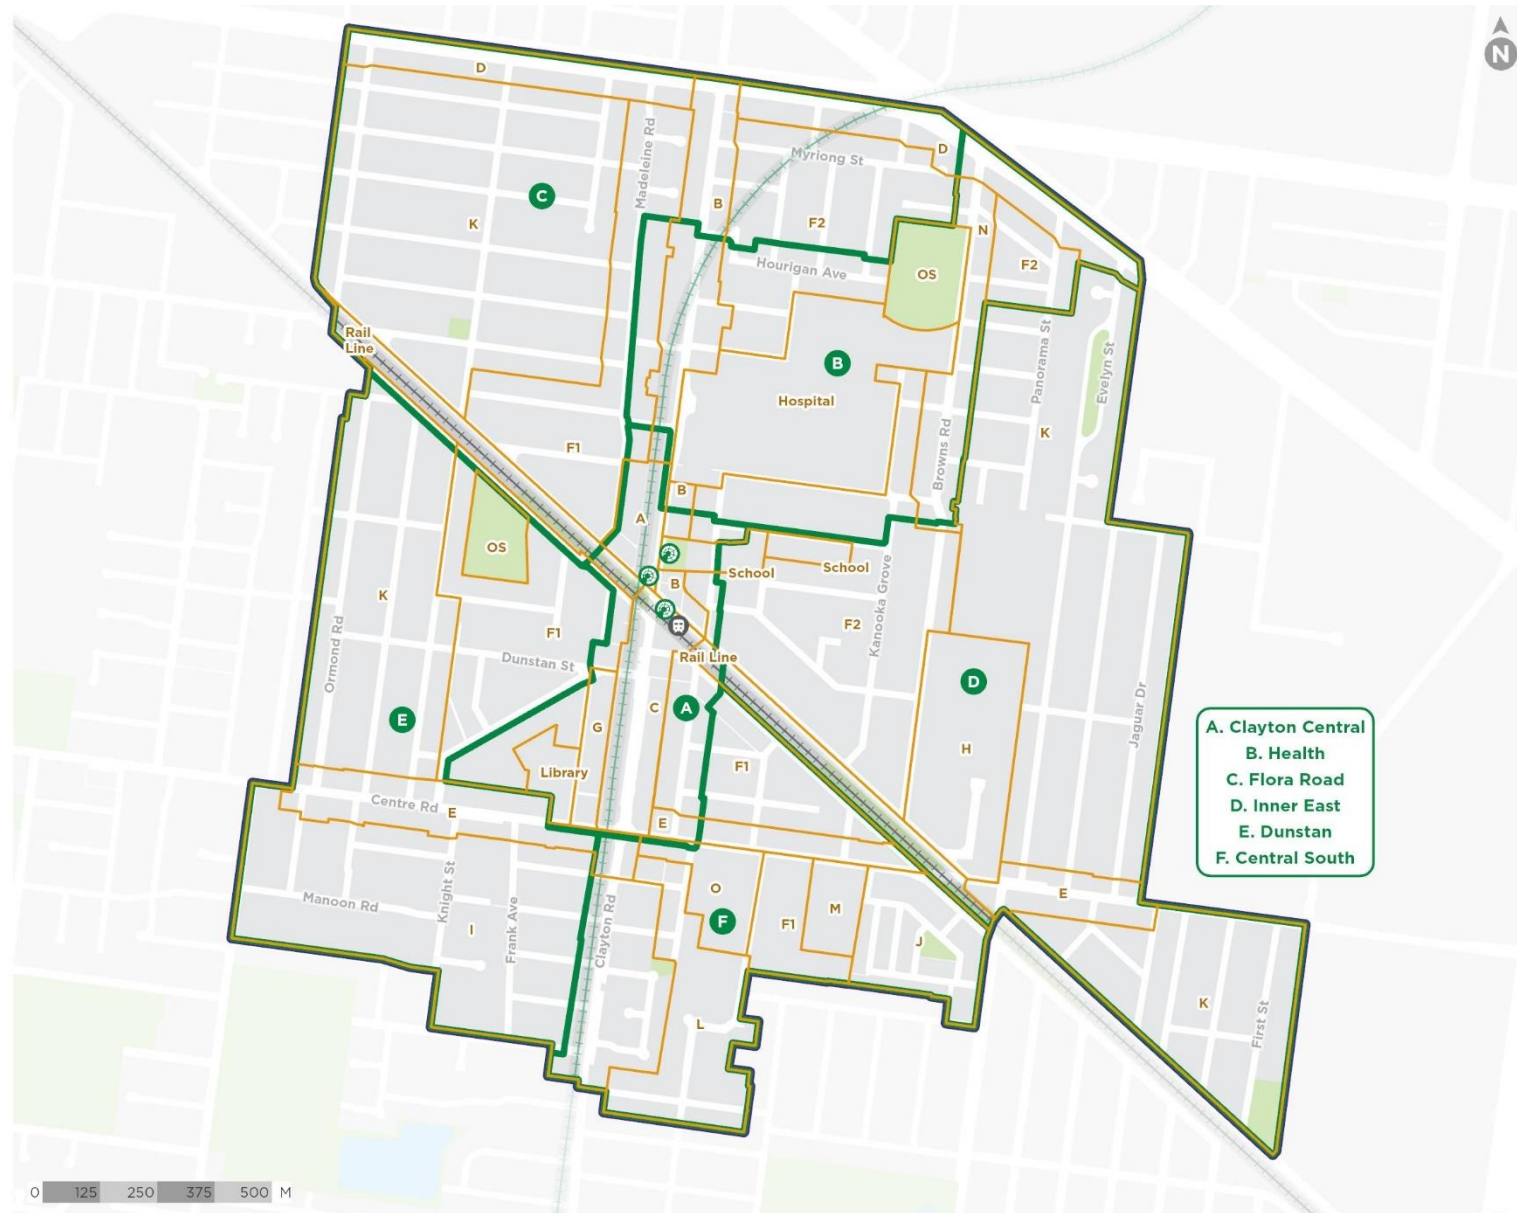 N
D
Madeleine Rd
Myriong St
D
C
B
K
F2
N
Hourigan Ave
OS
F2
Rail
Line
Panorama St
Evelyn St
B
Hospital
K
F1
Browns Rd
B
A
OS
School
School
B
K
F1
F2
Kanooka Grove
Ormond Rd
Dunstan St
Rail Line
D
A
C
E
G
Jaguar Dr
H
F1
Library
A. Clayton Central
B. Health
C. Flora Road
D. Inner East
E. Dunstan
F. Central South
Centre Rd
E
E
Knight St
E
O
M
Manoon Rd
F
F1
I
Frank Ave
Clayton Rd
J
K
L
First St
0 125 250 375 500 M